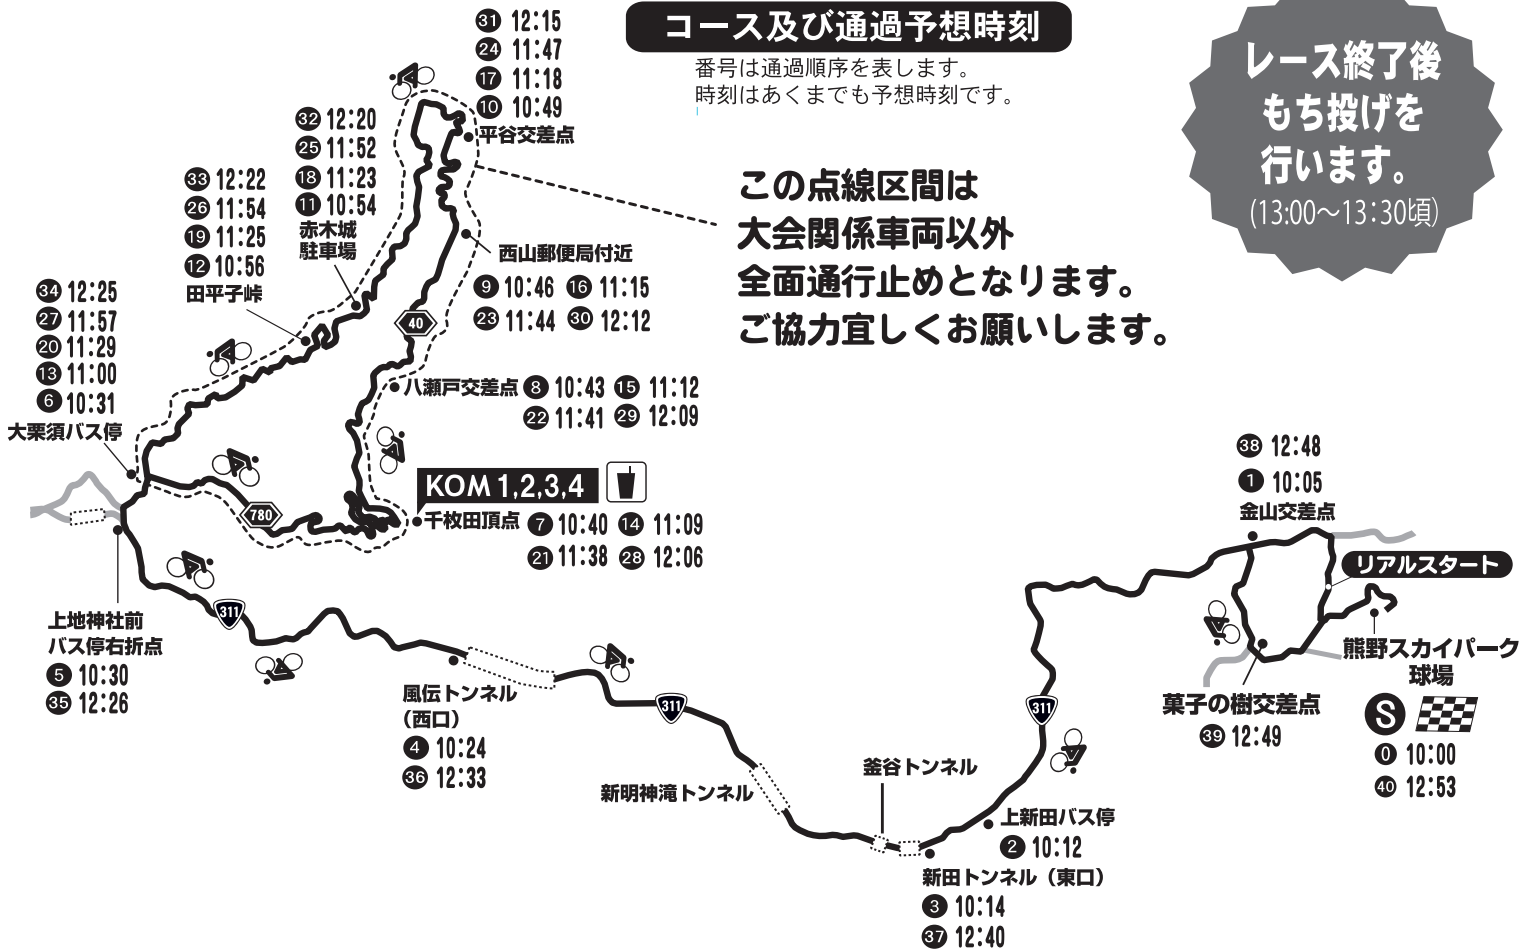 コース及び通過予想時刻
番号は通過順序を表します。
時刻はあくまでも予想時刻です。
レース終了後
もち投げを
行います。
(13:00〜13:30頃)
この点線区間は
大会関係車両以外
全面通行止めとなります。
ご協力宜しくお願いします。
31 12:15
24 11:47
17 11:18
10 10:49
平谷交差点
32 12:20
25 11:52
18 11:23
11 10:54
赤木城
駐車場
33 12:22
26 11:54
19 11:25
12 10:56
田平子峠
34 12:25
27 11:57
20 11:29
13 11:00
6 10:31
大栗須バス停
西山郵便局付近
9 10:46 16 11:15
23 11:44 30 12:12
40
八瀬戸交差点 8 10:43 15 11:12
22 11:41 29 12:09
KOM 1,2,3,4
千枚田頂点 7 10:40 14 11:09
21 11:38 28 12:06
780
上地神社前
バス停右折点
5 10:30
35 12:26
311
風伝トンネル
（西口）
4 10:24
36 12:33
311
新明神滝トンネル
釜谷トンネル
新田トンネル（東口）
3 10:14
37 12:40
上新田バス停
2 10:12
311
38 12:48
1 10:05
金山交差点
リアルスタート
熊野スカイパーク
球場
S
0 10:00
40 12:53
菓子の樹交差点
39 12:49